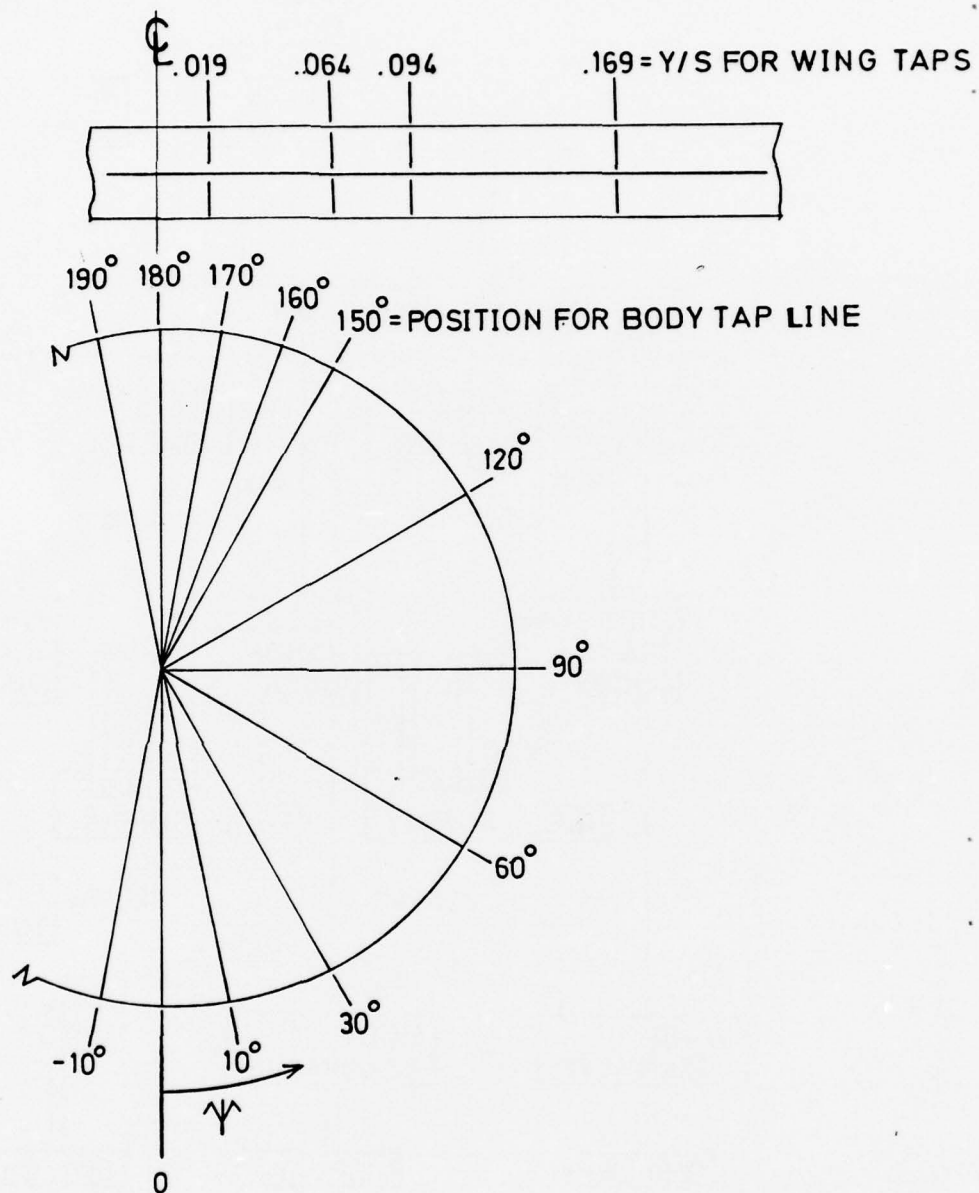 ℄
.019 .064 .094 .169 = Y/S FOR WING TAPS
190° 180° 170°
160°
150° = POSITION FOR BODY TAP LINE
120°
90°
60°
30°
-10° 10°
Ψ
0